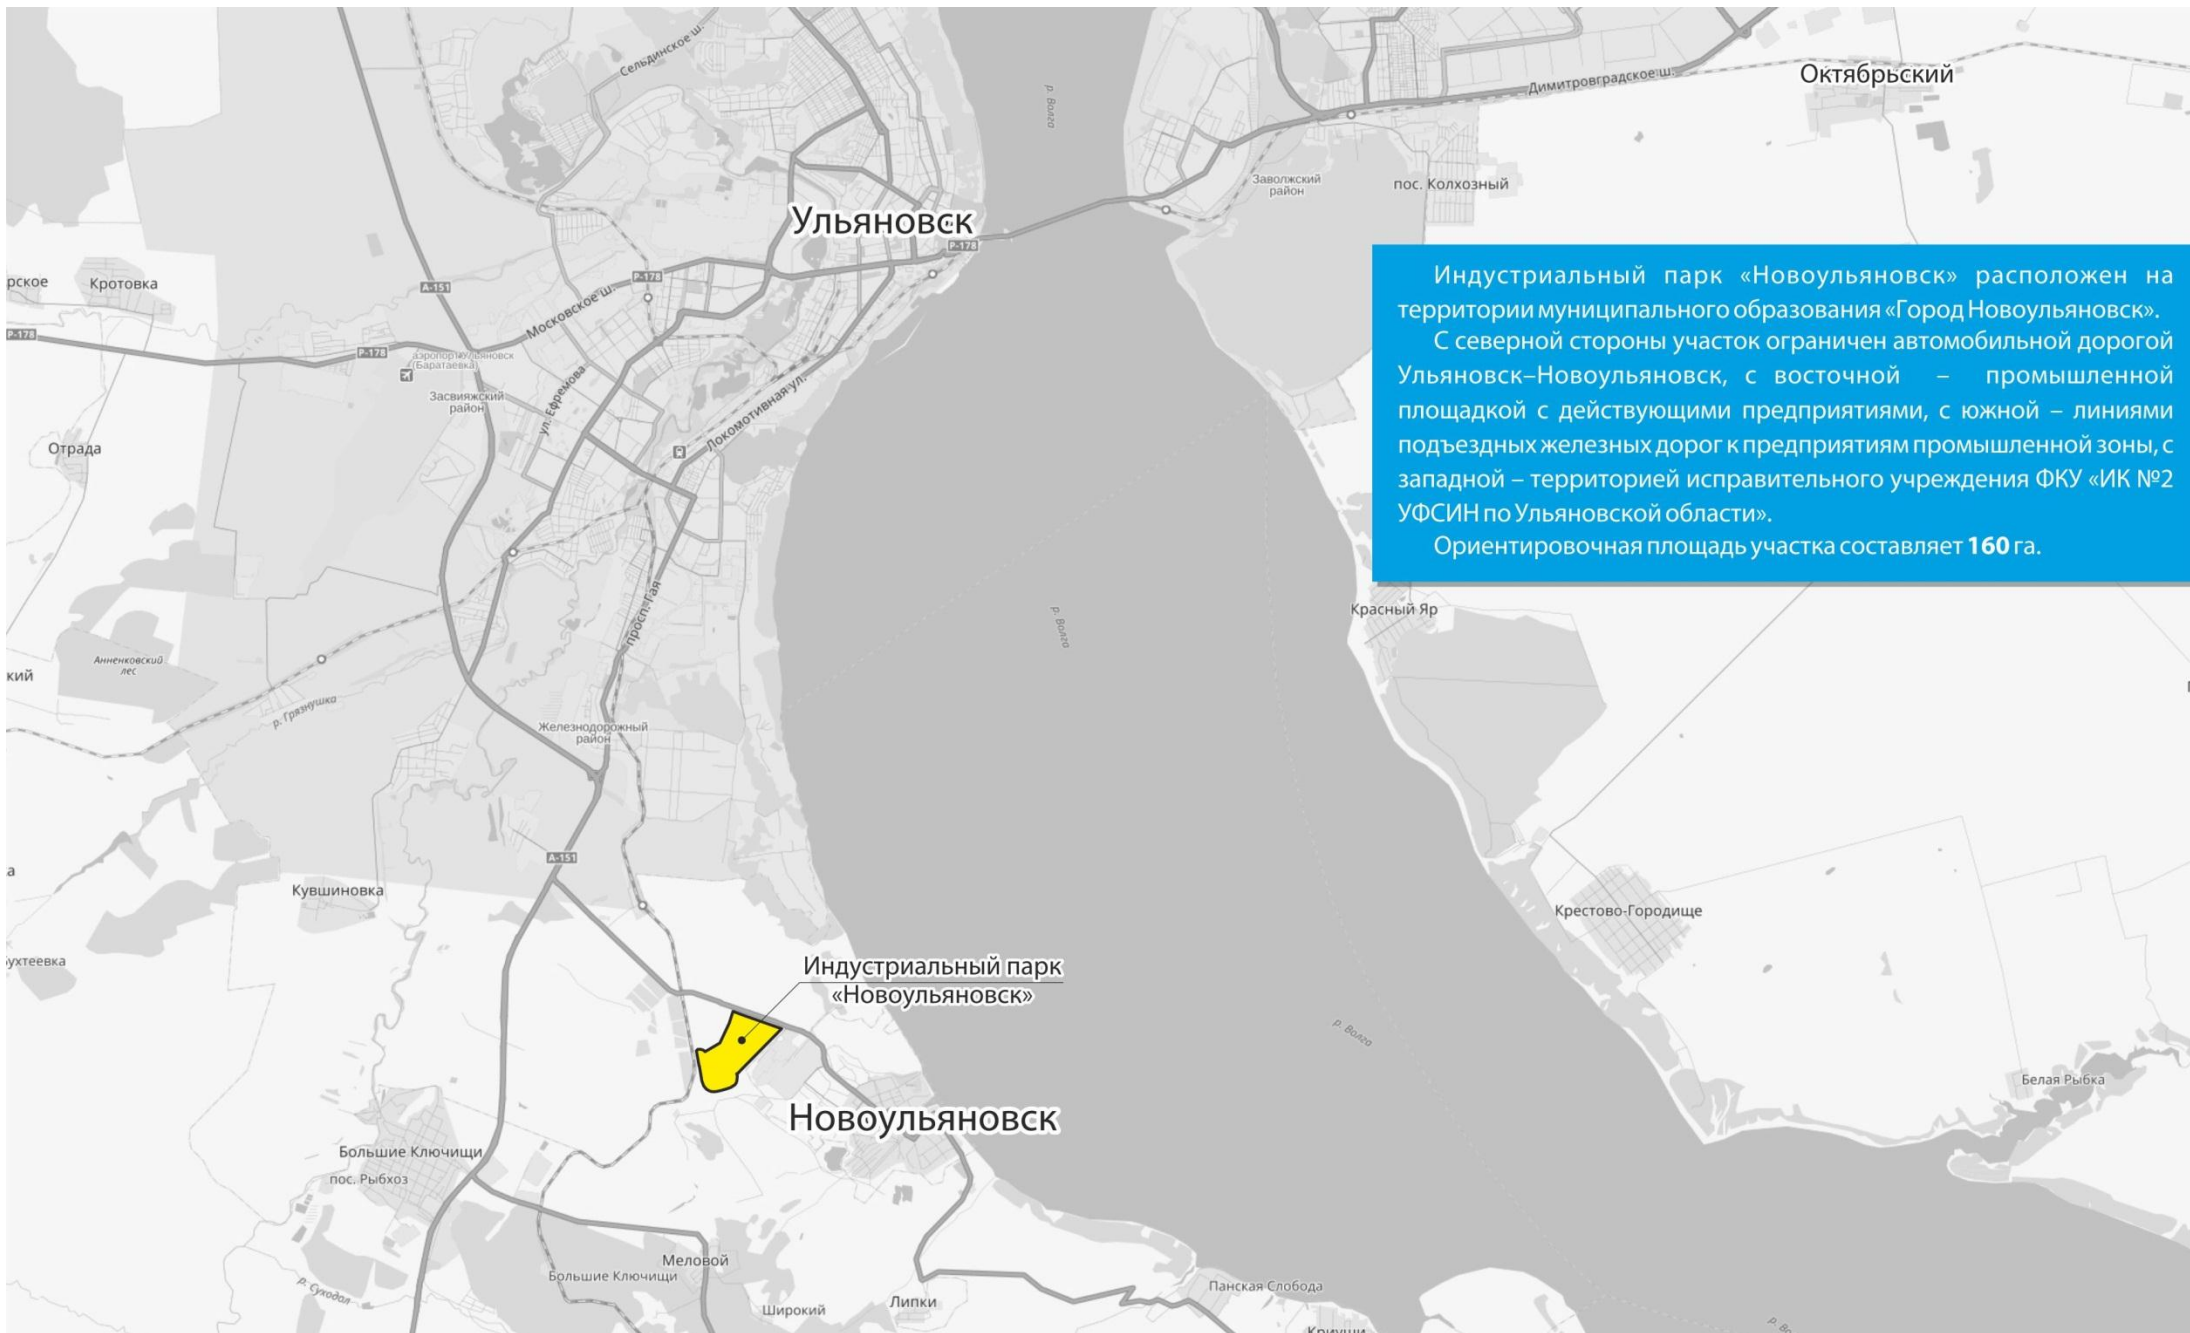 Сельдинское ш.
р. Волга
Димитровградское ш.
Октябрьский
Заволжский
район
пос. Колхозный
Ульяновск
Р-178
рское
Кротовка
А-151
Р-178
Московское ш.
Р-178
Р-178
аэропорт Ульяновск
(Баратаевка)
Засвияжский
район
ул. Ефремова
Локомотивная ул.
Отрада
Индустриальный парк «Новоульяновск» расположен на
территории муниципального образования «Город Новоульяновск».
С северной стороны участок ограничен автомобильной дорогой
Ульяновск–Новоульяновск, с восточной – промышленной
площадкой с действующими предприятиями, с южной – линиями
подъездных железных дорог к предприятиям промышленной зоны, с
западной – территорией исправительного учреждения ФКУ «ИК №2
УФСИН по Ульяновской области».
Ориентировочная площадь участка составляет 160 га.
просп. Гая
р. Волга
Красный Яр
Анненковский
лес
кий
р. Грязнушка
Железнодорожный
район
А-151
а
Кувшиновка
Крестово-Городище
ухтеевка
Индустриальный парк
«Новоульяновск»
р. Волга
Белая Рыбка
Новоульяновск
Большие Ключищи
пос. Рыбхоз
Меловой
Большие Ключищи
р. Суходол
Широкий
Липки
Панская Слобода
Криуши
р. Во